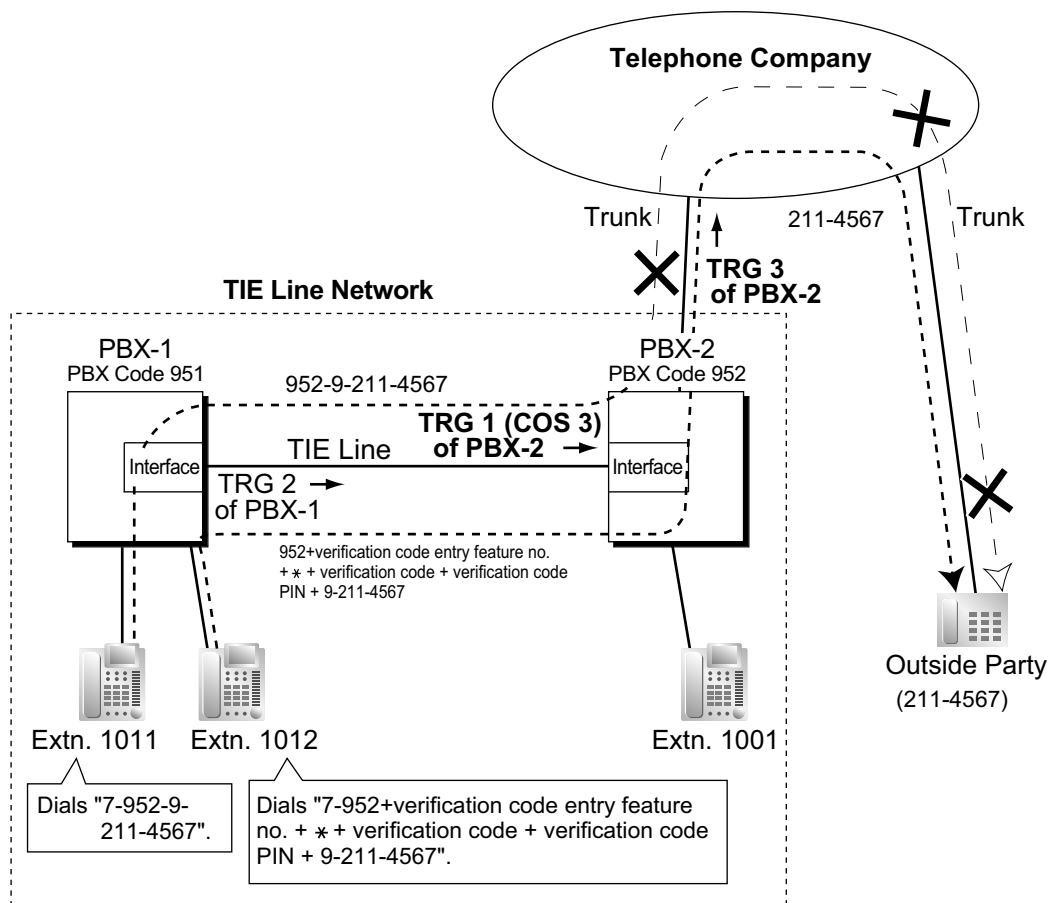 Telephone Company
Trunk
211-4567
Trunk
TRG 3
of PBX-2
TIE Line Network
PBX-1
PBX Code 951
PBX-2
PBX Code 952
952-9-211-4567
TRG 1 (COS 3)
of PBX-2
Interface
TIE Line
Interface
TRG 2
of PBX-1
952+verification code entry feature no.
+ * + verification code + verification code
PIN + 9-211-4567
Outside Party
(211-4567)
Extn. 1011
Extn. 1012
Extn. 1001
Dials "7-952-9-
211-4567".
Dials "7-952+verification code entry feature
no. + * + verification code + verification code
PIN + 9-211-4567".